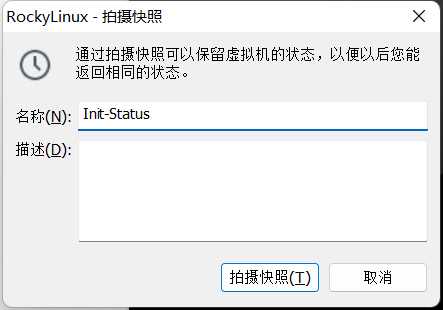 RockyLinux - 拍摄快照
通过拍摄快照可以保留虚拟机的状态，以便以后您能
返回相同的状态。
名称(N): Init-Status
描述(D):
拍摄快照(T) 取消